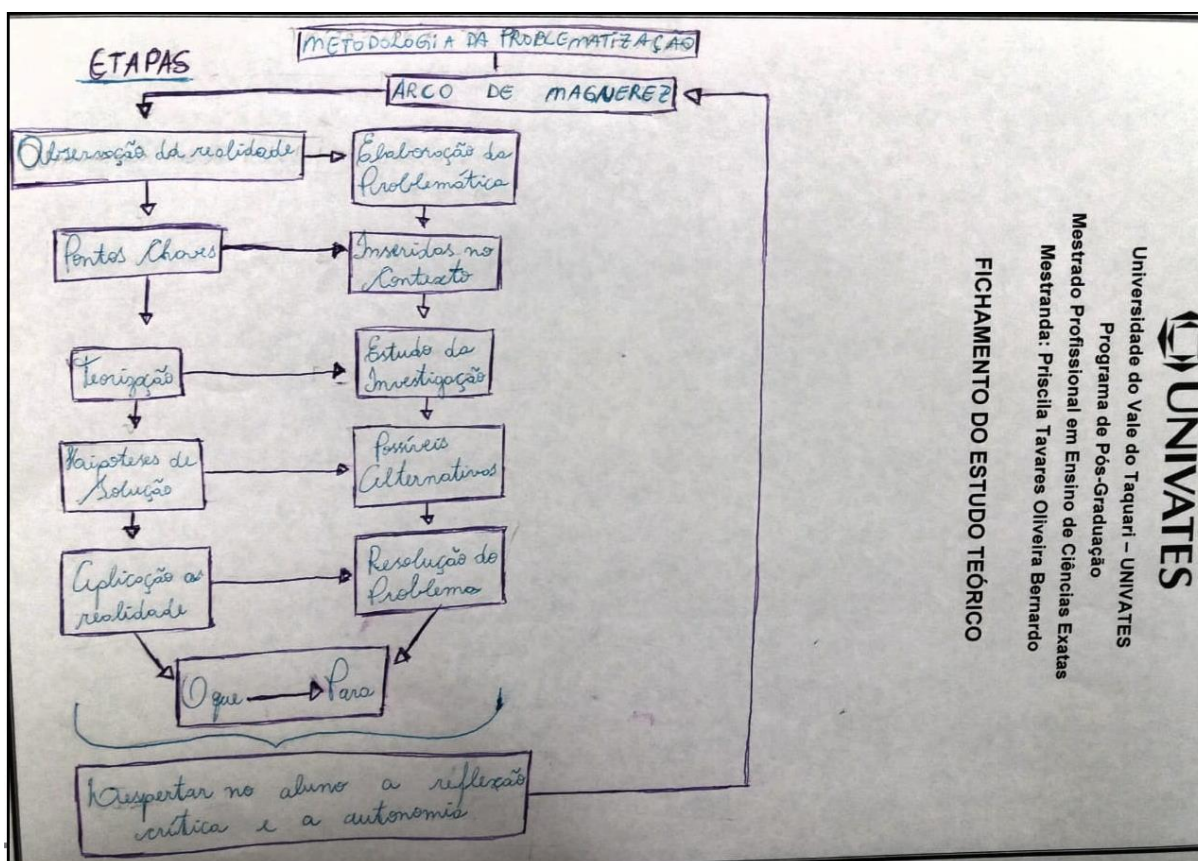 METODOLOGIA DA PROBLEMATIZAÇÃO
ETAPAS
ARCO DE MAGNEREZ
Observação da realidade
Elaboração da
Problemática
Pontos Chaves
Inseridas no
Contexto
Teorização
Estudo da
Investigação
Haipoteses de
Solução
Possíveis
Alternativas
Aplicação a
realidade
Resolução do
Problema
O que
Para
Despertar no aluno a reflexão
crítica e a autonomia
UNIVATES
Universidade do Vale do Taquari – UNIVATES
Programa de Pós-Graduação
Mestrado Profissional em Ensino de Ciências Exatas
Mestranda: Priscila Tavares Oliveira Bernardo
FICHAMENTO DO ESTUDO TEÓRICO